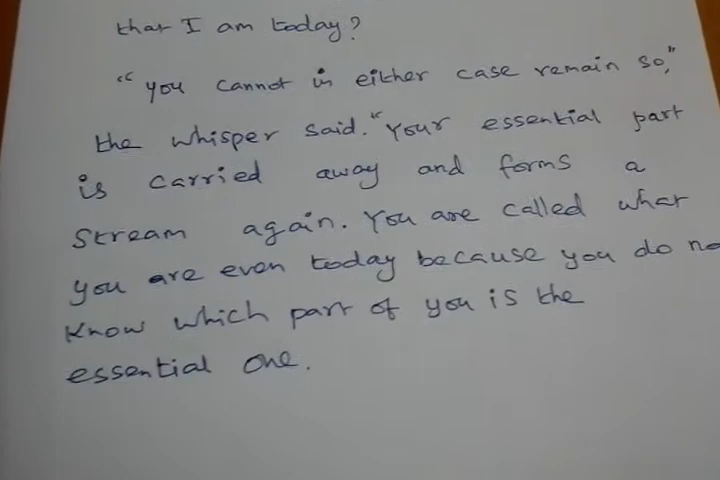 that I am today?
"you cannot in either case remain so,"
the whisper said. "Your essential part
is carried away and forms a
stream again. You are called what
you are even today because you do no
know which part of you is the
essential one.